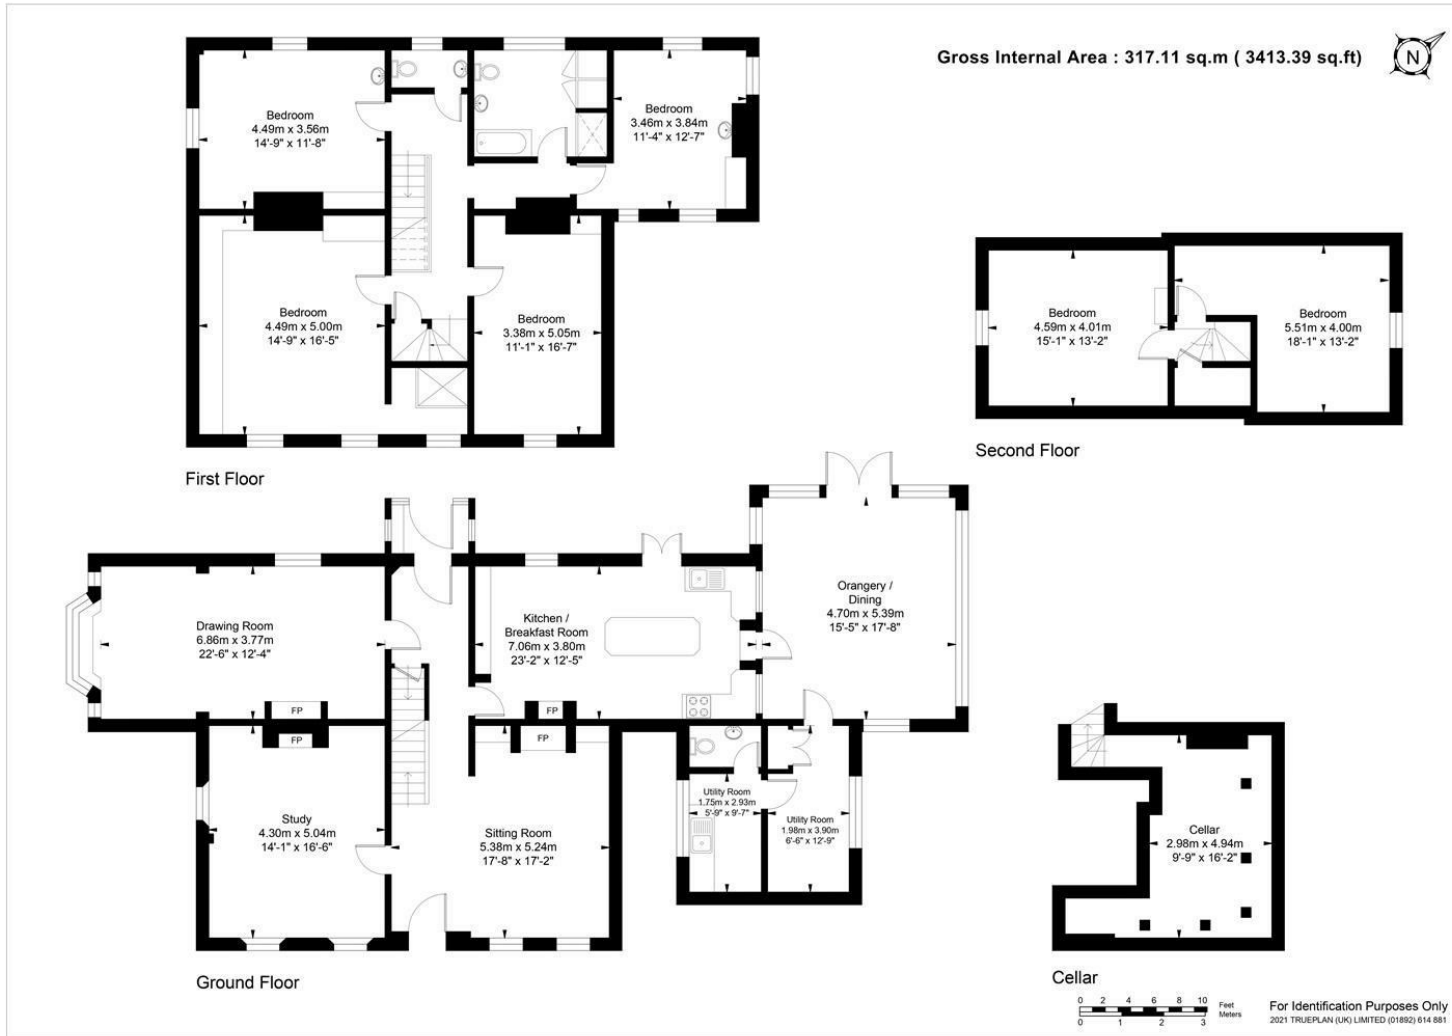 Gross Internal Area : 317.11 sq.m ( 3413.39 sq.ft)
N
Bedroom
4.49m x 3.56m
14'-9" x 11'-8"
Bedroom
3.46m x 3.84m
11'-4" x 12'-7"
Bedroom
4.49m x 5.00m
14'-9" x 16'-5"
Bedroom
3.38m x 5.05m
11'-1" x 16'-7"
First Floor
Bedroom
4.59m x 4.01m
15'-1" x 13'-2"
Bedroom
5.51m x 4.00m
18'-1" x 13'-2"
Second Floor
Drawing Room
6.86m x 3.77m
22'-6" x 12'-4"
FP
Kitchen /
Breakfast Room
7.06m x 3.80m
23'-2" x 12'-5"
FP
Orangery /
Dining
4.70m x 5.39m
15'-5" x 17'-8"
FP
Study
4.30m x 5.04m
14'-1" x 16'-6"
FP
Sitting Room
5.38m x 5.24m
17'-8" x 17'-2"
Utility Room
1.75m x 2.93m
5'-9" x 9'-7"
Utility Room
1.98m x 3.90m
6'-6" x 12'-9"
Ground Floor
Cellar
2.98m x 4.94m
9'-9" x 16'-2"
Cellar
0 2 4 6 8 10 Feet
0 1 2 3 Meters
For Identification Purposes Only
2021 TRUEPLAN (UK) LIMITED (01892) 614 881